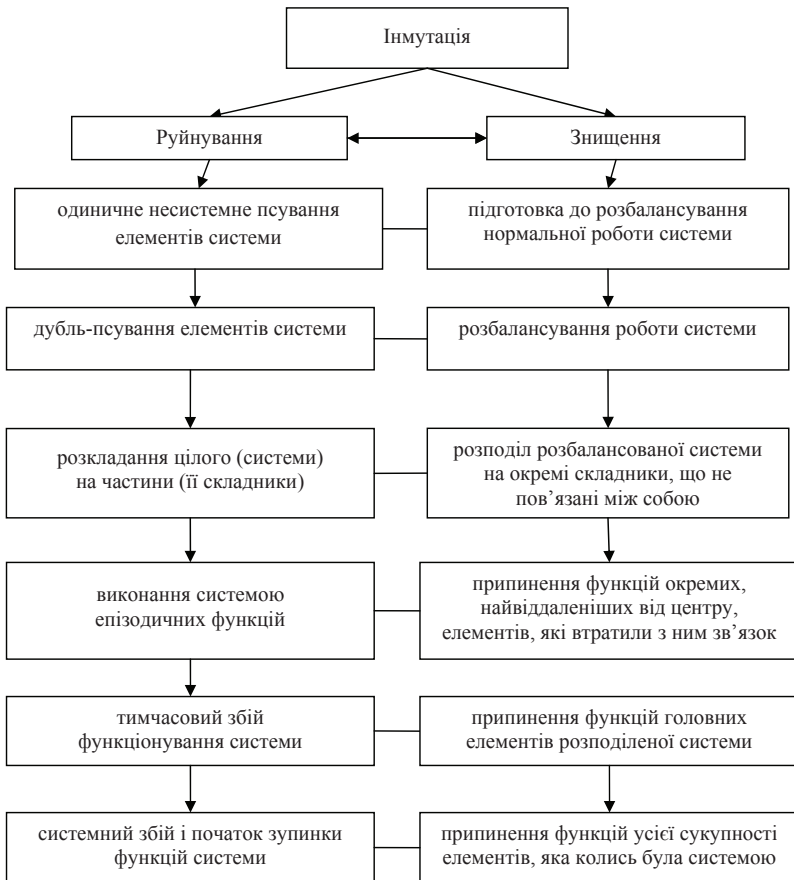 Інмутація
Руйнування
Знищення
одиничне несистемне псування
елементів системи
підготовка до розбалансування
нормальної роботи системи
дубль-псування елементів системи
розбалансування роботи системи
розкладання цілого (системи)
на частини (її складники)
розподіл розбалансованої системи
на окремі складники, що не
пов’язані між собою
виконання системою
епізодичних функцій
припинення функцій окремих,
найвіддаленіших від центру,
елементів, які втратили з ним зв’язок
тимчасовий збій
функціонування системи
припинення функцій головних
елементів розподіленої системи
системний збій і початок зупинки
функцій системи
припинення функцій усієї сукупності
елементів, яка колись була системою